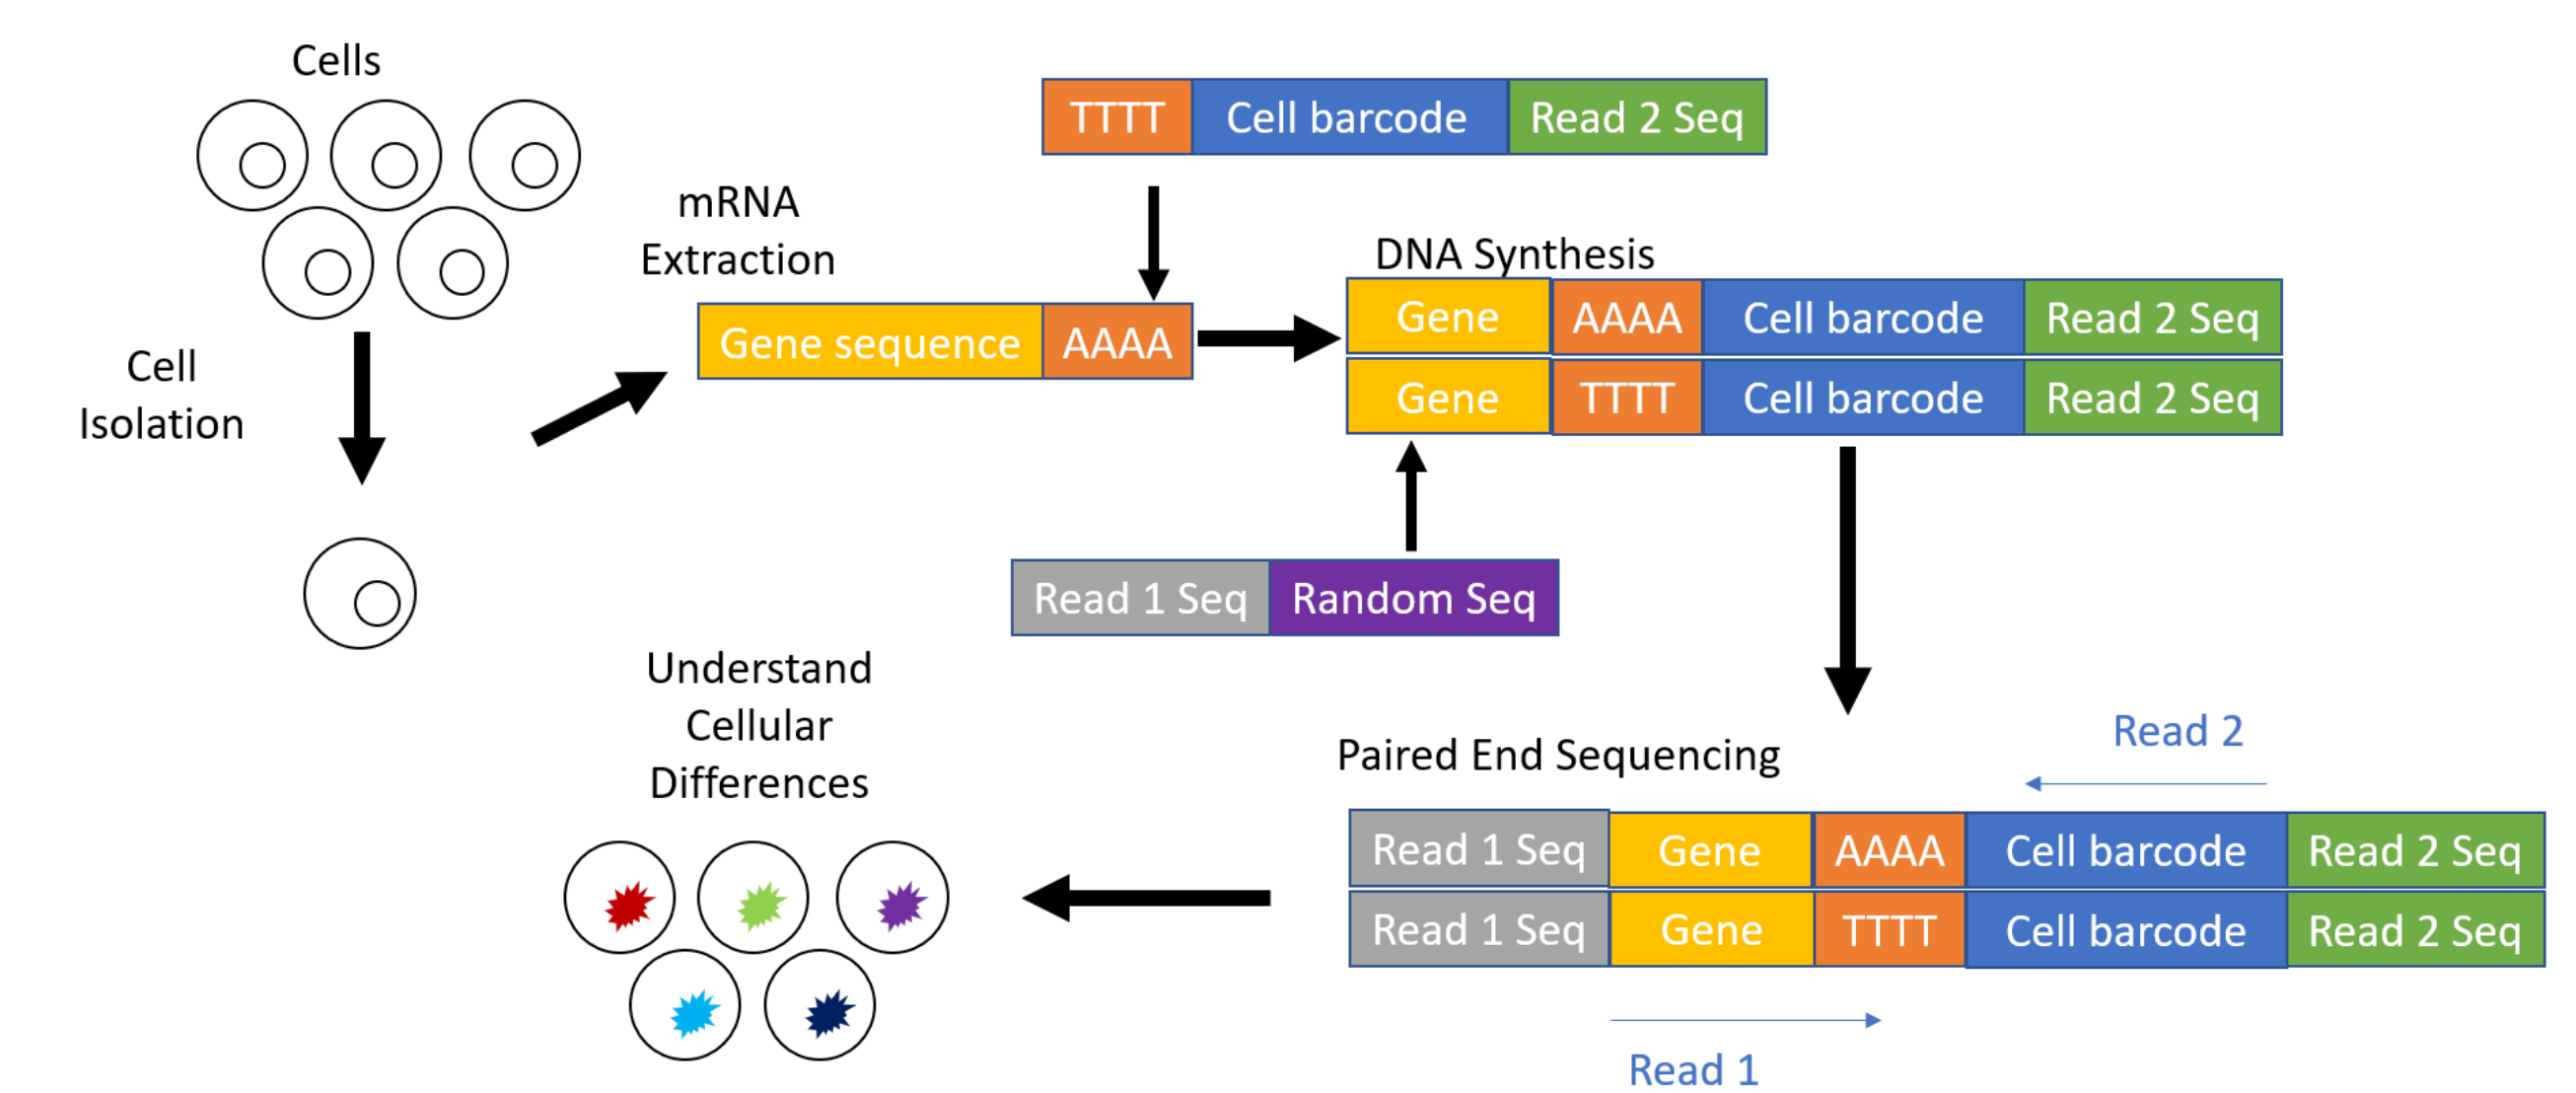 Cells
TTTT Cell barcode Read 2 Seq
mRNA
Extraction
DNA Synthesis
Gene sequence AAAA
Gene AAAA Cell barcode Read 2 Seq
Gene TTTT Cell barcode Read 2 Seq
Cell
Isolation
Read 1 Seq Random Seq
Understand
Cellular
Differences
Paired End Sequencing
Read 2
Read 1 Seq Gene AAAA Cell barcode Read 2 Seq
Read 1 Seq Gene TTTT Cell barcode Read 2 Seq
Read 1